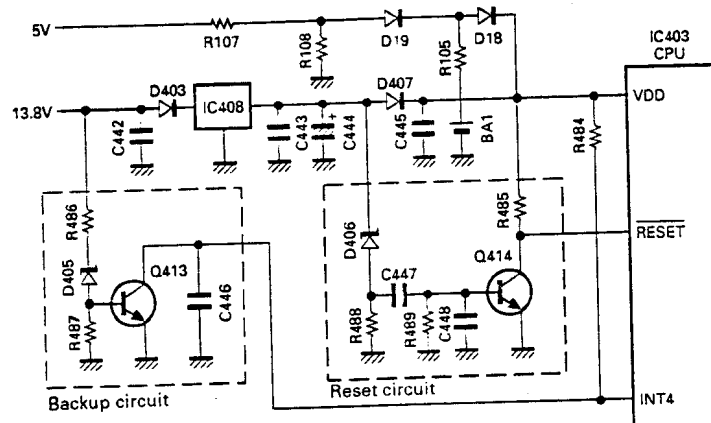 5V
R107
R108
D19
D18
R105
IC403
CPU
13.8V
D403
IC408
C442
C443
C444
+
D407
C445
BA1
VDD
R484
R486
D405
Q413
R487
C446
D406
C447
R488
R489
C448
Q414
R485
RESET
Backup circuit
Reset circuit
INT4